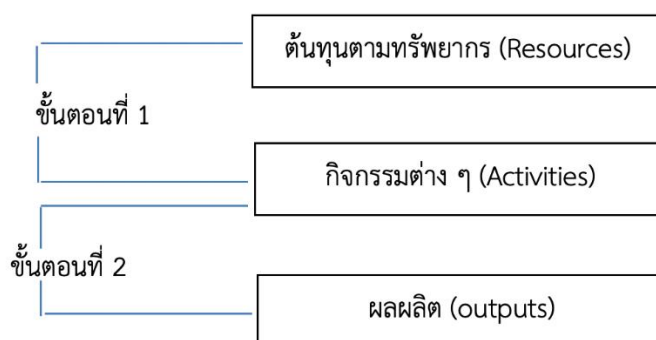 ต้นทุนตามทรัพยากร (Resources)
ขั้นตอนที่ 1
กิจกรรมต่าง ๆ (Activities)
ขั้นตอนที่ 2
ผลผลิต (outputs)